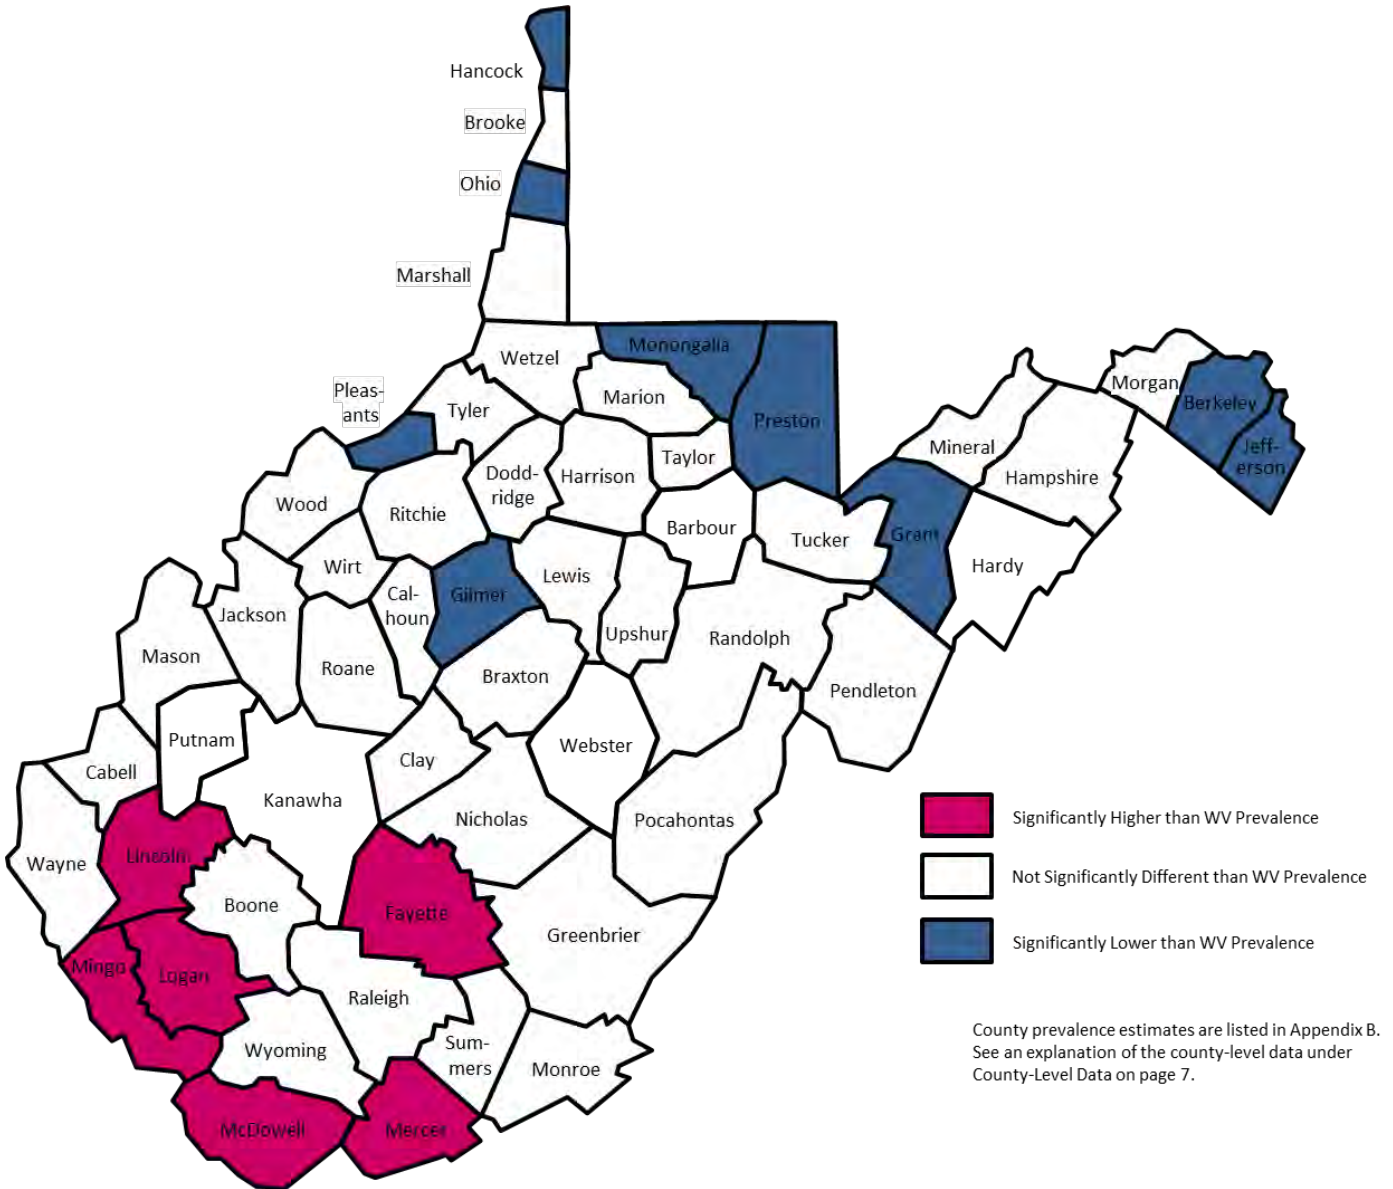 Hancock
Brooke
Ohio
Marshall
Wetzel
Monongalia
Marion
Preston
Pleas-
ants
Tyler
Morgan
Berkeley
Jeff-
erson
Mineral
Hampshire
Taylor
Harrison
Dodd-
ridge
Wood
Ritchie
Barbour
Tucker
Grant
Hardy
Wirt
Cal-
houn
Gilmer
Lewis
Upshur
Randolph
Jackson
Mason
Roane
Braxton
Pendleton
Putnam
Cabell
Clay
Webster
Kanawha
Nicholas
Pocahontas
Wayne
Lincoln
Boone
Fayette
Greenbrier
Mingo
Logan
Raleigh
Wyoming
Sum-
mers
Monroe
McDowell
Mercer
Significantly Higher than WV Prevalence
Not Significantly Different than WV Prevalence
Significantly Lower than WV Prevalence
County prevalence estimates are listed in Appendix B.
See an explanation of the county-level data under
County-Level Data on page 7.